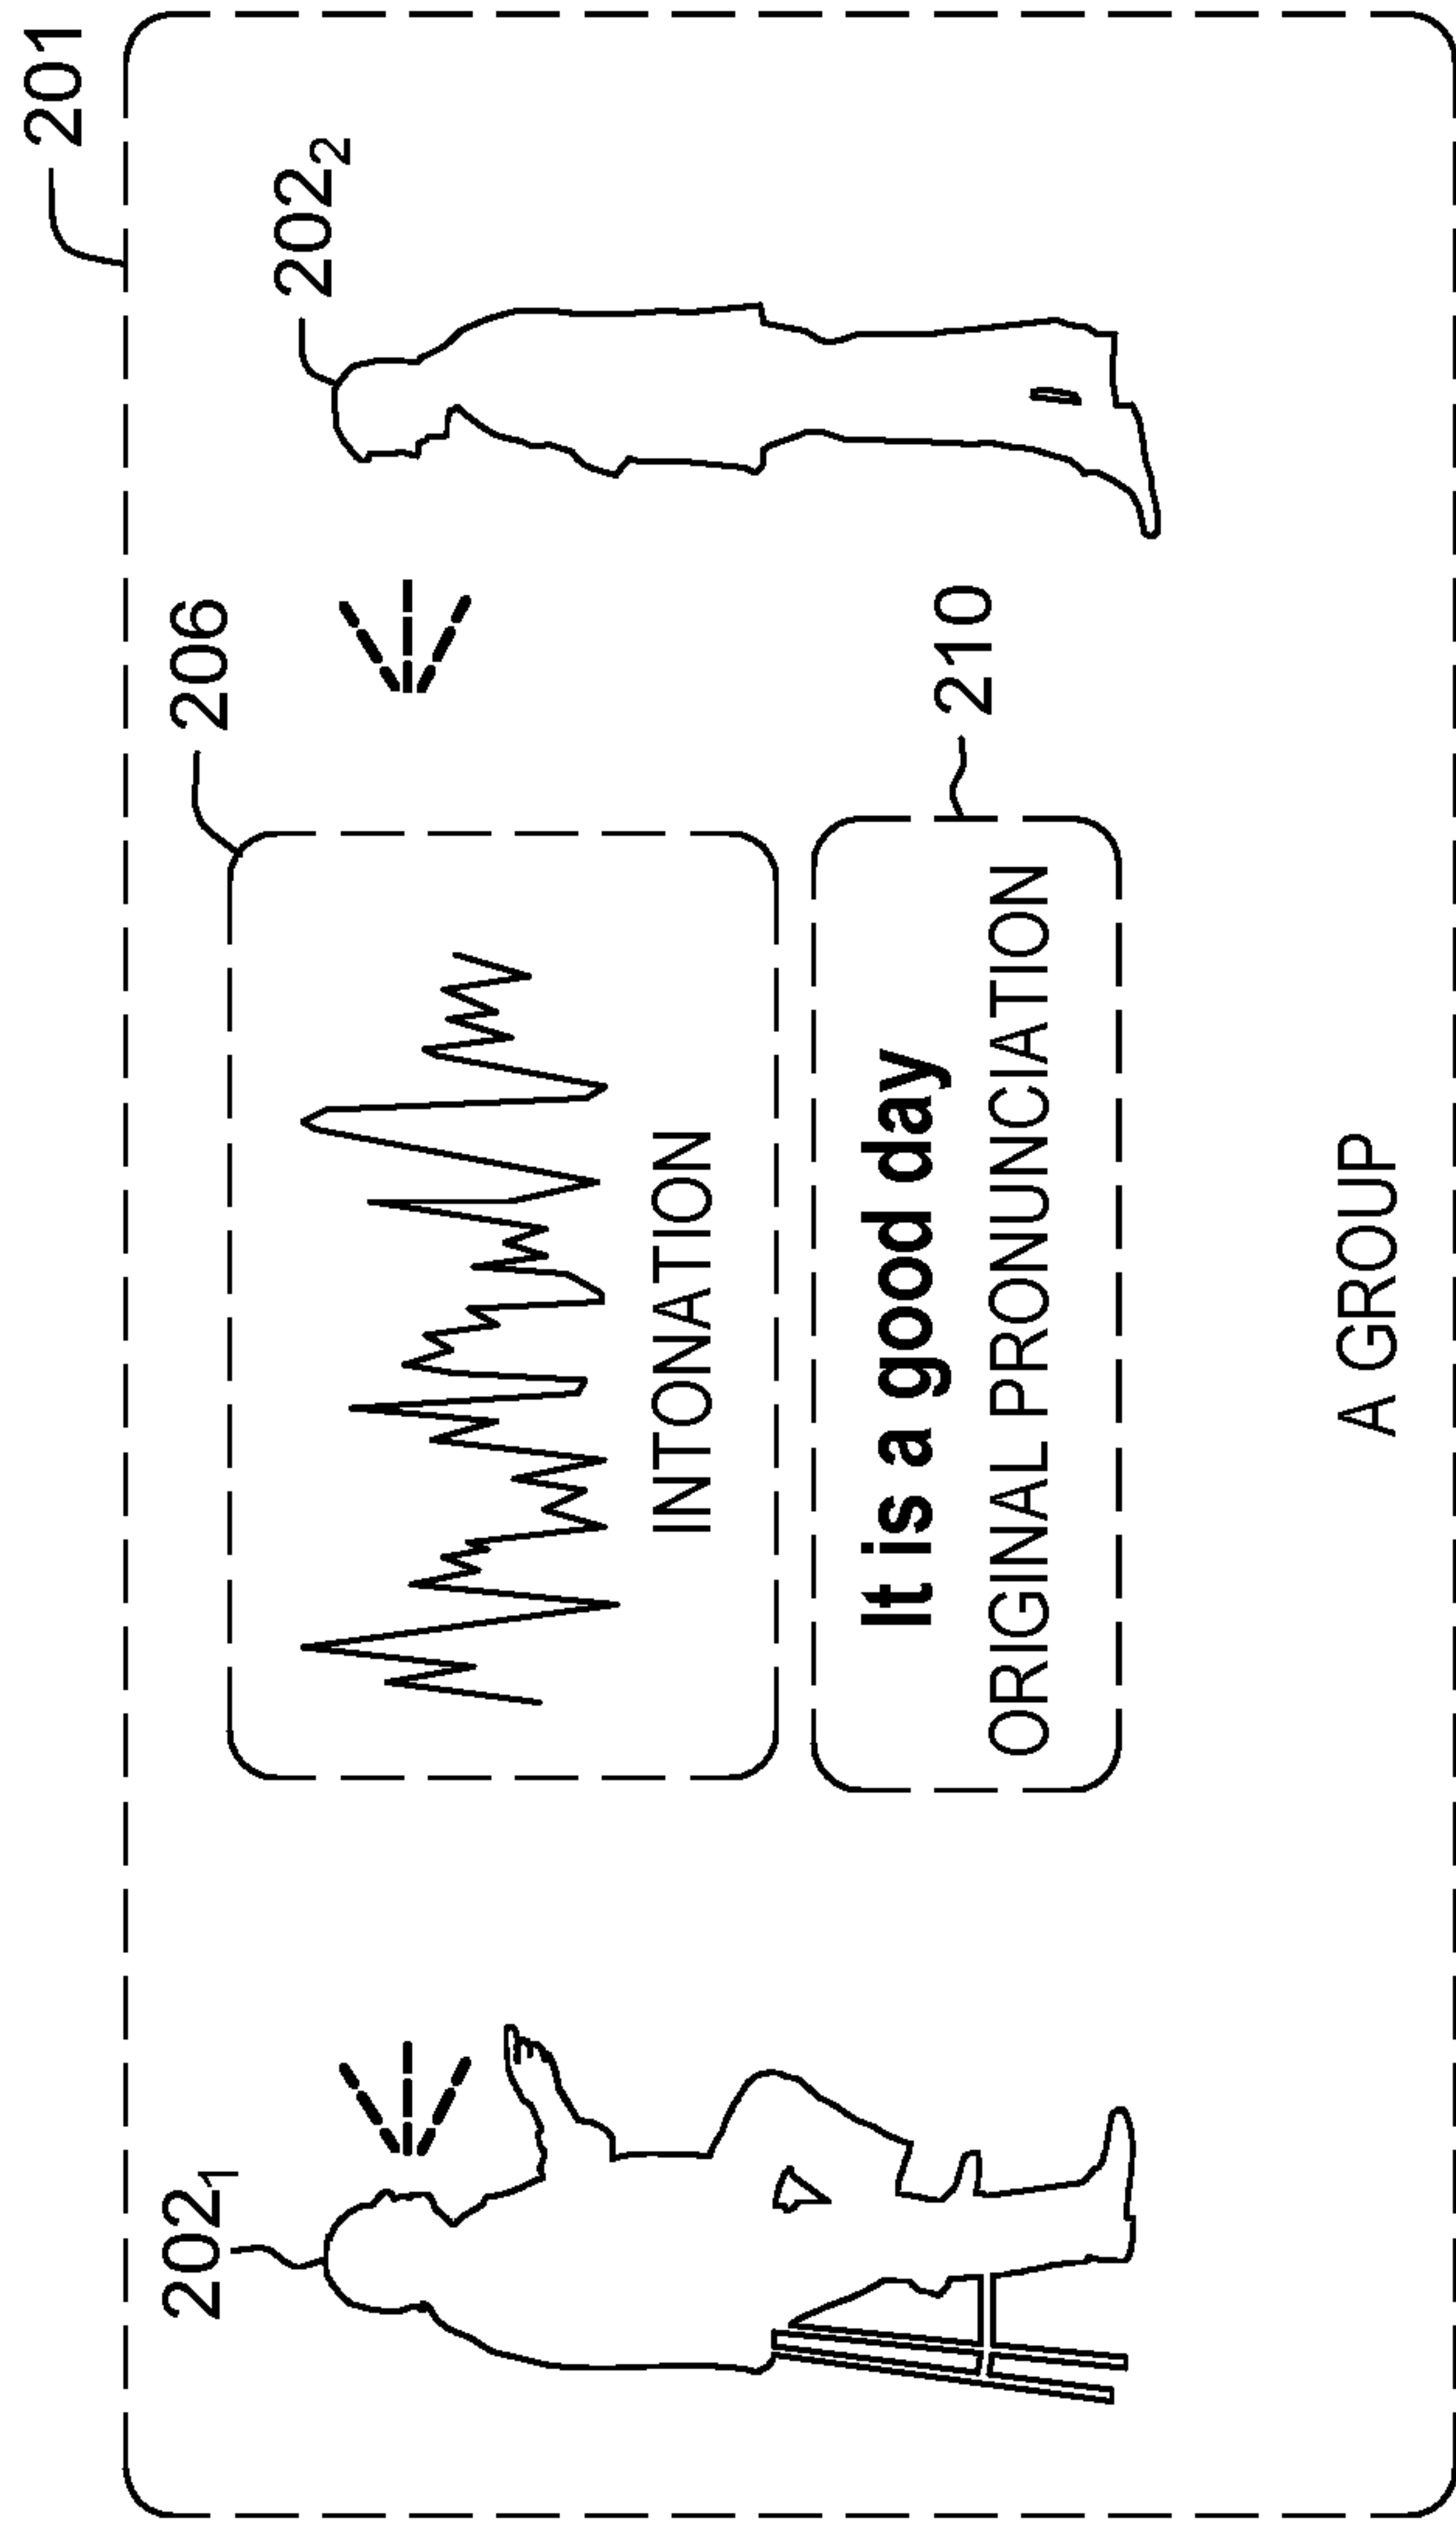 201
202₁
206
202₂
INTONATION
210
It is a good day
ORIGINAL PRONUNCIATION
A GROUP